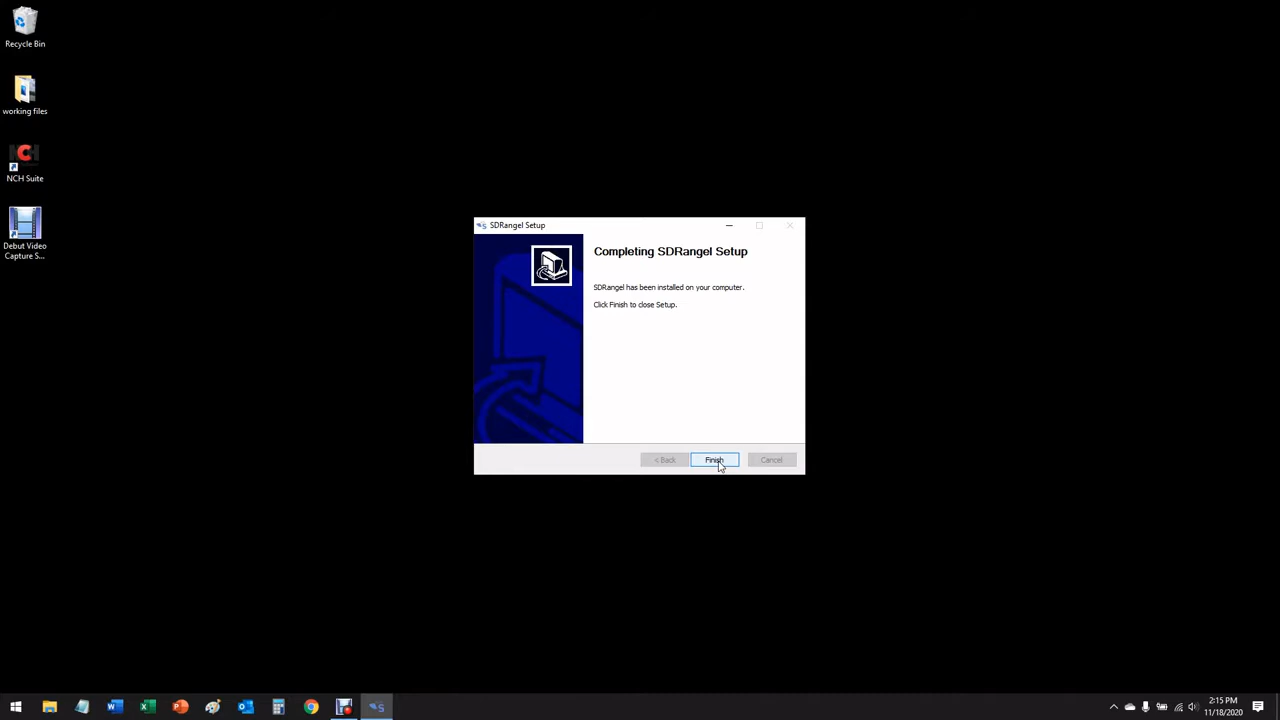 Recycle Bin
working files
NCH
NCH Suite
Debut Video
Capture S...
SDRangel Setup
Completing SDRangel Setup
SDRangel has been installed on your computer.
Click Finish to close Setup.
< Back
Finish
Cancel
2:15 PM
11/18/2020